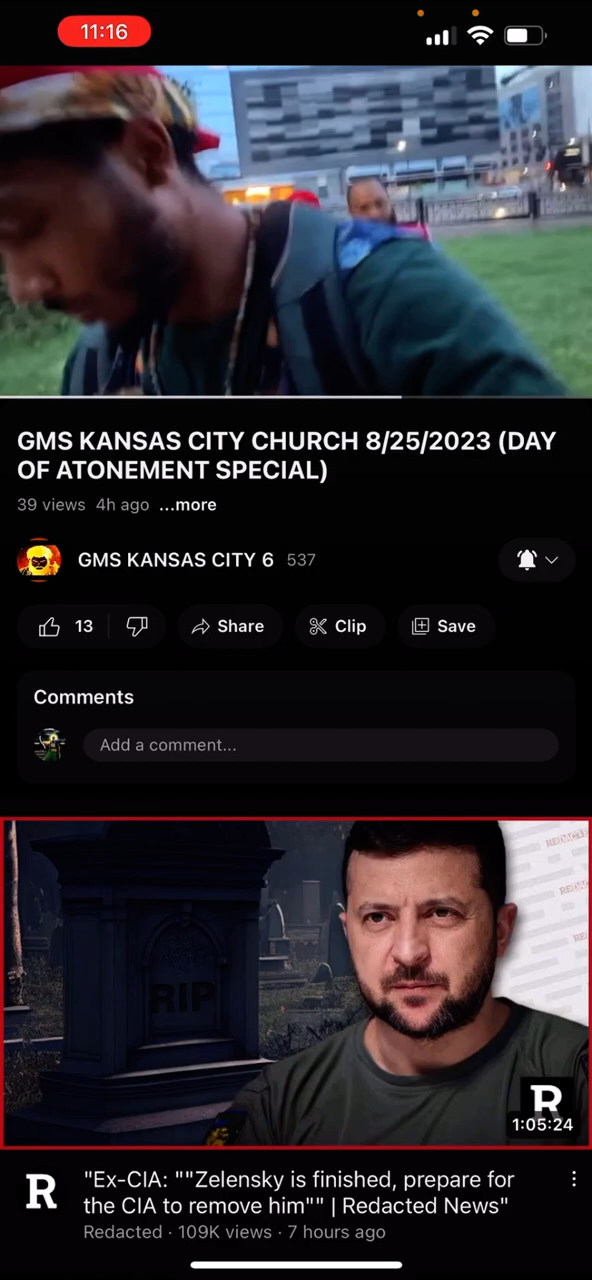 11:16
GMS KANSAS CITY CHURCH 8/25/2023 (DAY
OF ATONEMENT SPECIAL)
39 views 4h ago ...more
GMS KANSAS CITY 6 537
13 Share Clip Save
Comments
Add a comment...
RIP
R
1:05:24
R
"Ex-CIA: ""Zelensky is finished, prepare for
the CIA to remove him"" | Redacted News"
Redacted · 109K views · 7 hours ago